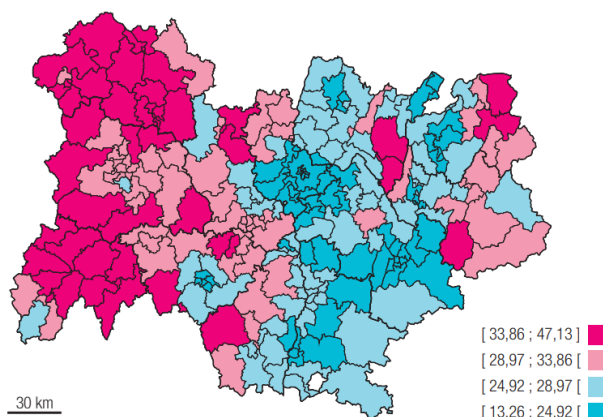 [ 33,86 ; 47,13 ]
[ 28,97 ; 33,86 [
[ 24,92 ; 28,97 [
[ 13,26 ; 24,92 [
30 km